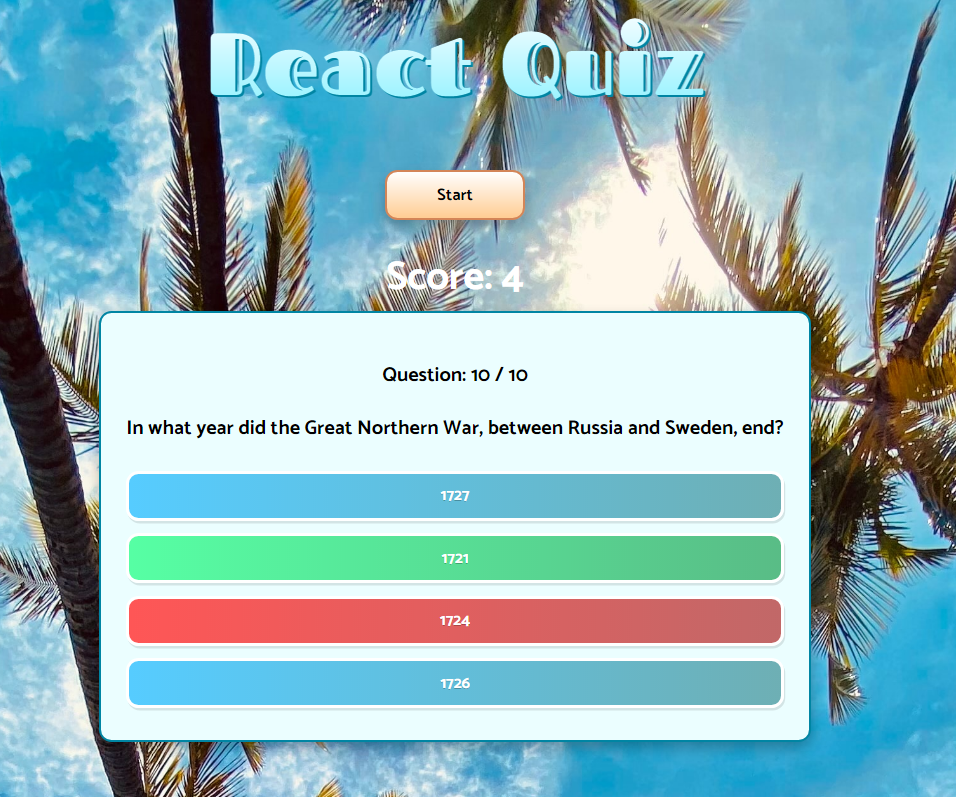 React Quiz
Start
Score: 4
Question: 10 / 10
In what year did the Great Northern War, between Russia and Sweden, end?
1727
1721
1724
1726